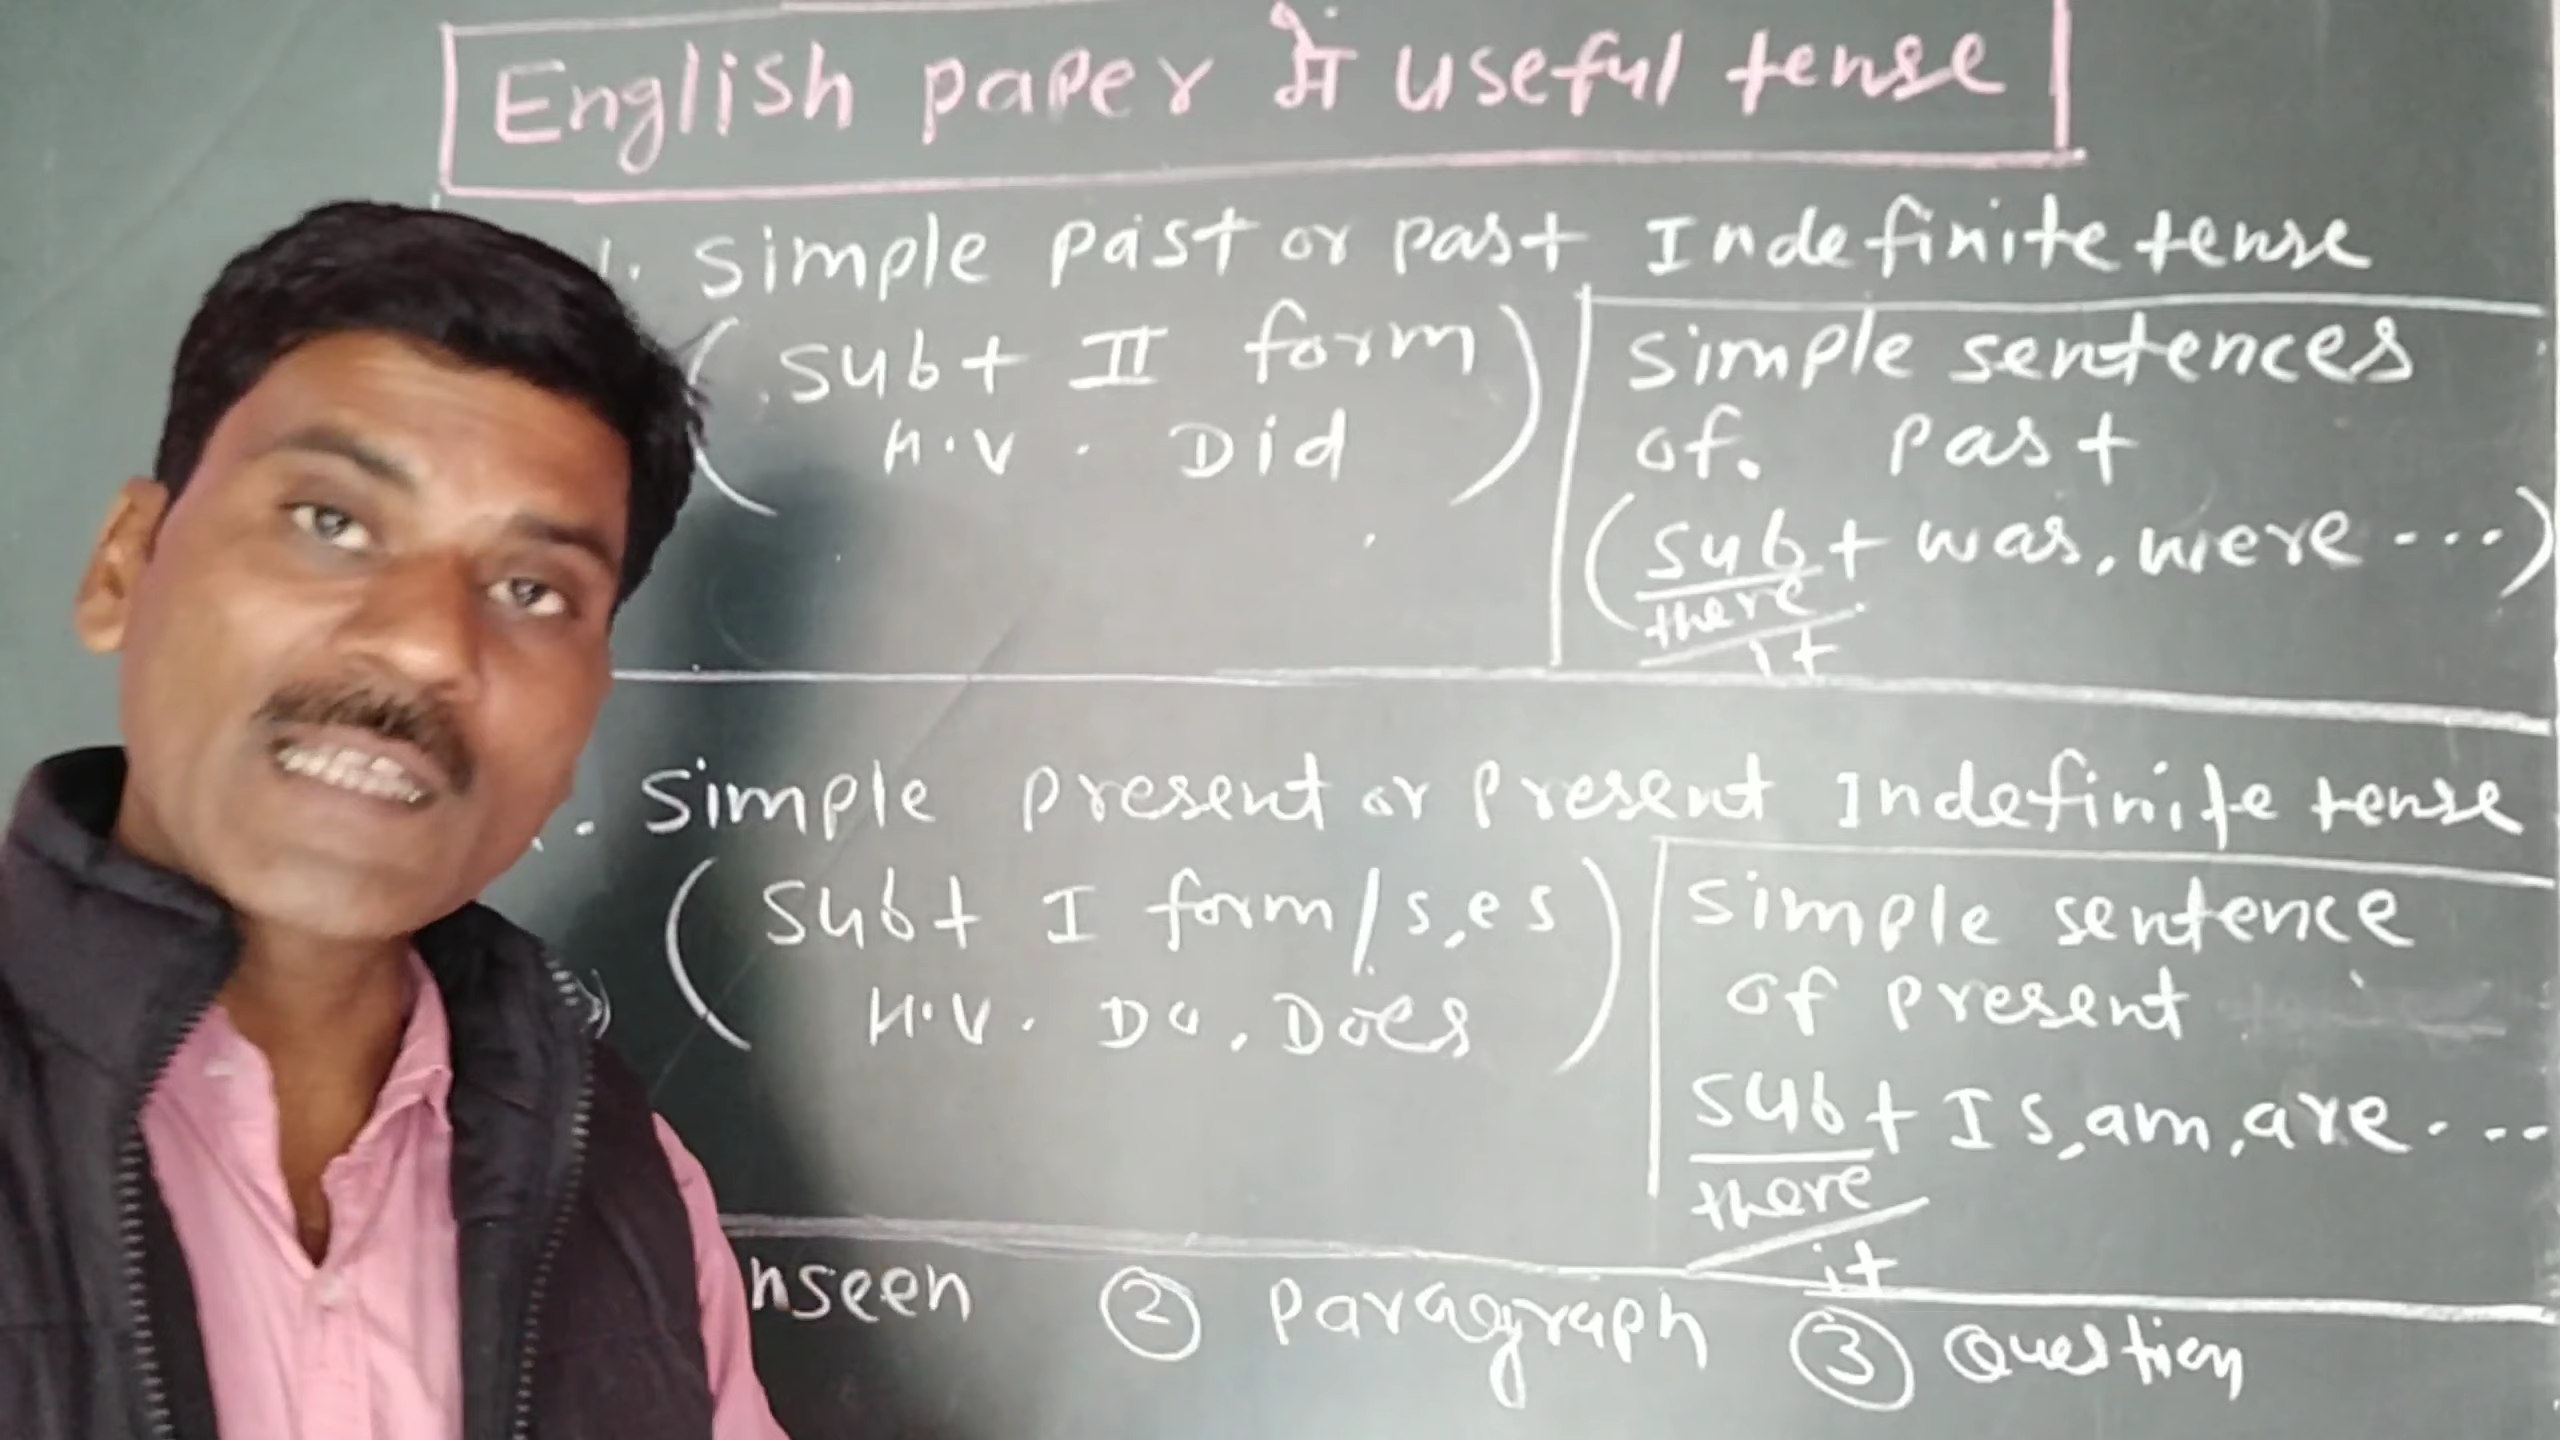 English paper में useful tense
1. Simple past or past Indefinite tense
(Sub + II form
H.V. Did)
Simple sentences
of. past
(Sub + was, were ---)
there
it
. Simple present or Present Indefinite tense
(Sub + I form/s,es
H.V. Do, Does)
Simple sentence
of present
Sub + Is, am, are ---
there
it
nseen ② Paragraph ③ Question